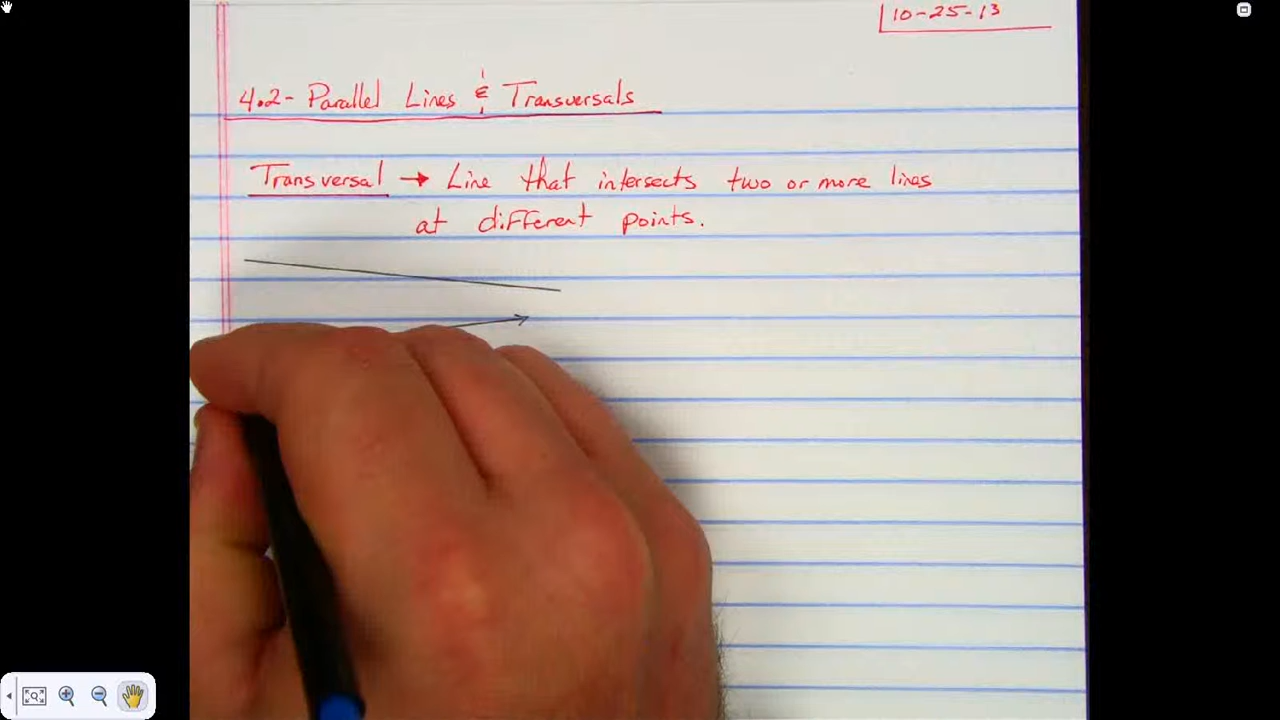 10-25-13
4.2- Parallel Lines & Transversals
Transversal → Line that intersects two or more lines
at different points.